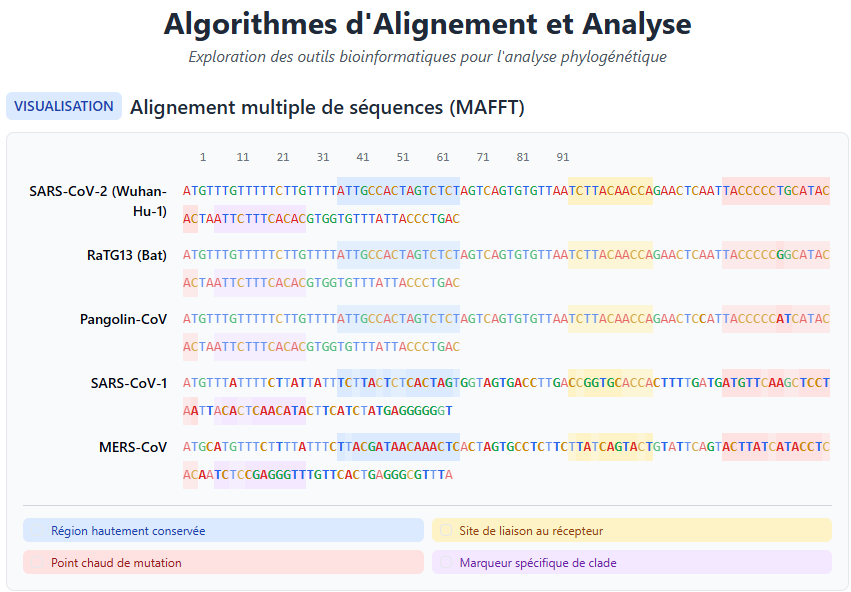 Algorithmes d'Alignement et Analyse
Exploration des outils bioinformatiques pour l'analyse phylogénétique
VISUALISATION Alignement multiple de séquences (MAFFT)
1 11 21 31 41 51 61 71 81 91
SARS-CoV-2 (Wuhan-Hu-1) ATGTTTGTTTTTCTTGTTTTATTGCCACTAGTCTCTAGTCAGTGTGTTAATCTTACAACCAGAACTCAATTACCCCCTGCATAC
ACTAATTCTTTCACACGTGGTGTTTATTACCCTGAC
RaTG13 (Bat) ATGTTTGTTTTTCTTGTTTTATTGCCACTAGTCTCTAGTCAGTGTGTTAATCTTACAACCAGAACTCAATTACCCCCGGCATAC
ACTAATTCTTTCACACGTGGTGTTTATTACCCTGAC
Pangolin-CoV ATGTTTGTTTTTCTTGTTTTATTGCCACTAGTCTCTAGTCAGTGTGTTAATCTTACAACCAGAACTCCATTACCCCCATCATAC
ACTAATTCTTTCACACGTGGTGTTTATTACCCTGAC
SARS-CoV-1 ATGTTTATTTTCTTATTATTTCTTACTCTCACTAGTGGTAGTGACCTTGACCGGTGCACCACTTTTGATGATGTTCAAGCTCCT
AATTACACTCAACATACTTCATCTATGAGGGGGGT
MERS-CoV ATGCATGTTTCTTTTATTTCTTACGATAACAAACTCACTAGTGCCTCTTCTTATCAGTACTGTATTCAGTACTTATCATACCTC
ACAATCTCCGAGGGTTTGTTCACTGAGGGCGTTTA
Région hautement conservée
Site de liaison au récepteur
Point chaud de mutation
Marqueur spécifique de clade